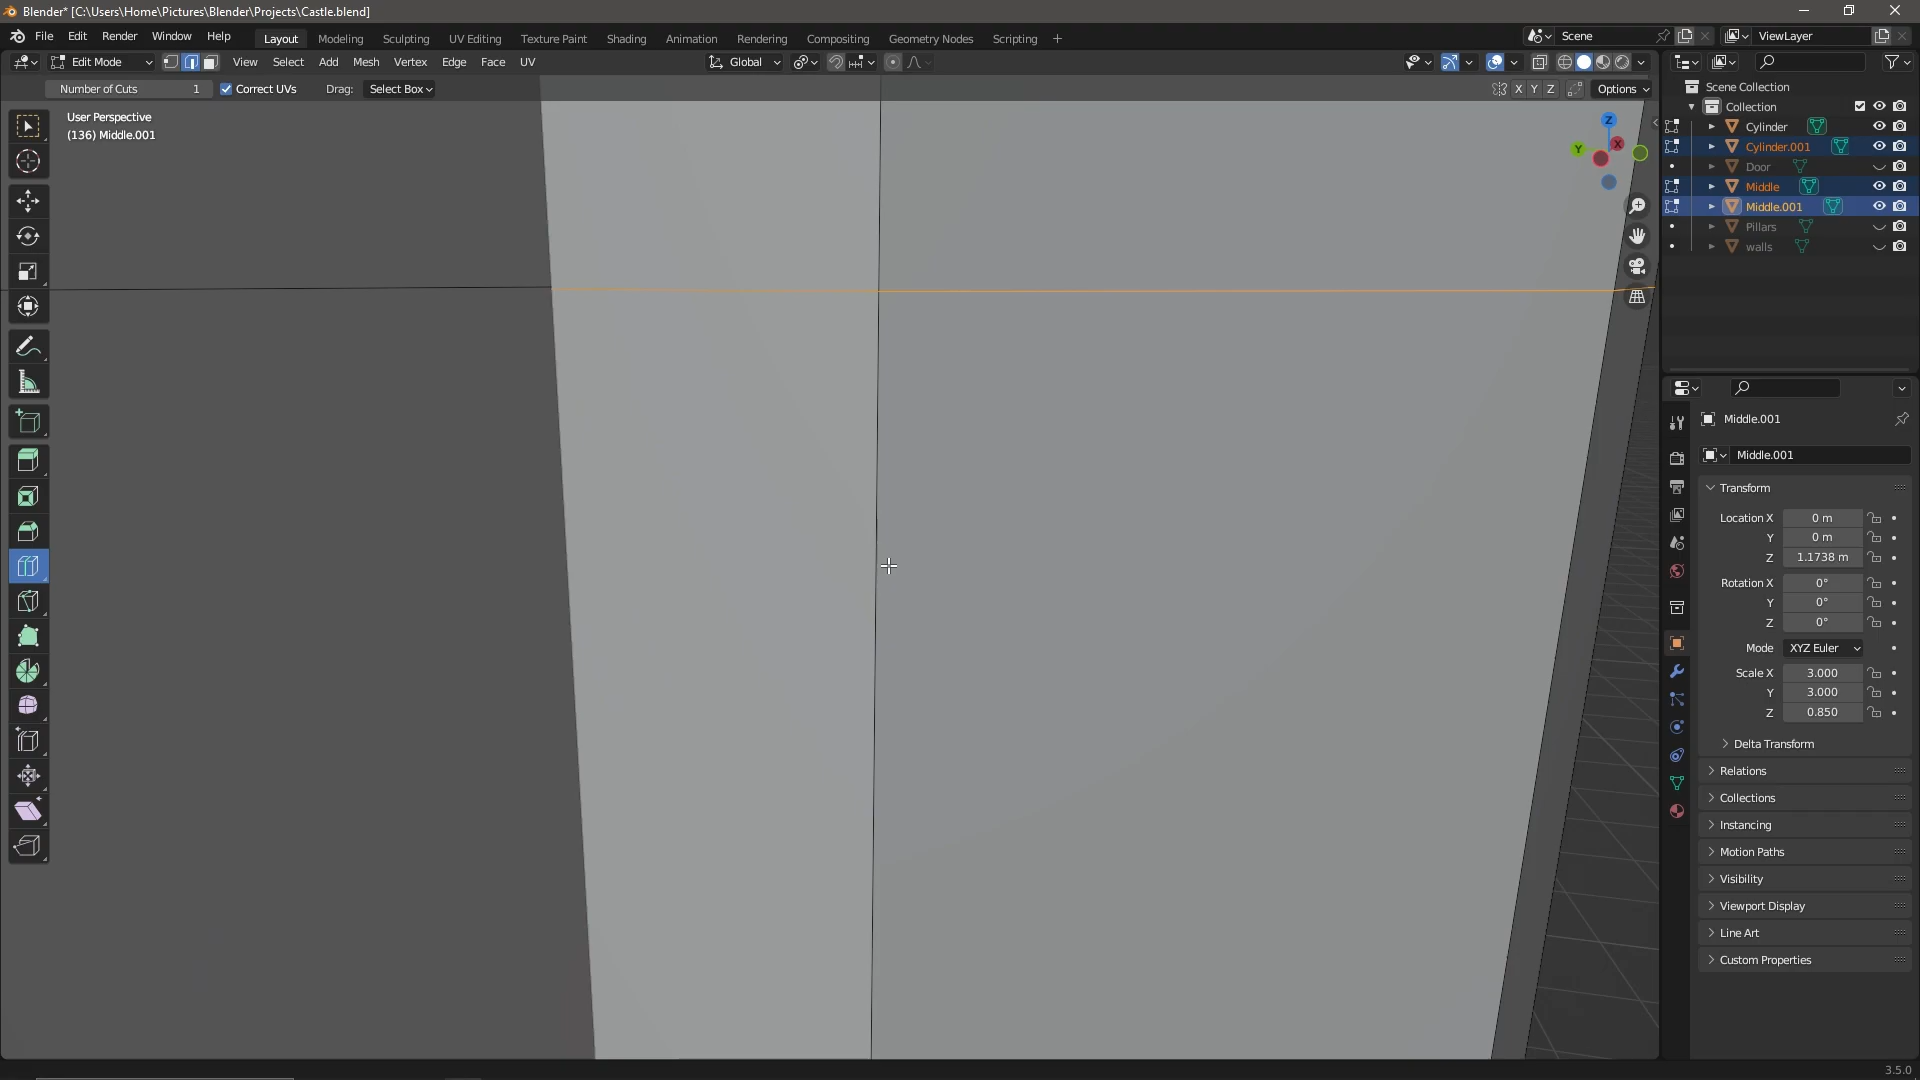 Blender* [C:\Users\Home\Pictures\Blender\Projects\Castle.blend]
File Edit Render Window Help Layout Modeling Sculpting UV Editing Texture Paint Shading Animation Rendering Compositing Geometry Nodes Scripting + Scene ViewLayer
Edit Mode View Select Add Mesh Vertex Edge Face UV Global
Number of Cuts 1 Correct UVs Drag: Select Box X Y Z Options
User Perspective
(136) Middle.001
Z
Y X
Scene Collection
Collection
Cylinder
Cylinder.001
Door
Middle
Middle.001
Pillars
walls
Middle.001
Middle.001
Transform
Location X 0 m
Y 0 m
Z 1.1738 m
Rotation X 0°
Y 0°
Z 0°
Mode XYZ Euler
Scale X 3.000
Y 3.000
Z 0.850
Delta Transform
Relations
Collections
Instancing
Motion Paths
Visibility
Viewport Display
Line Art
Custom Properties
3.5.0